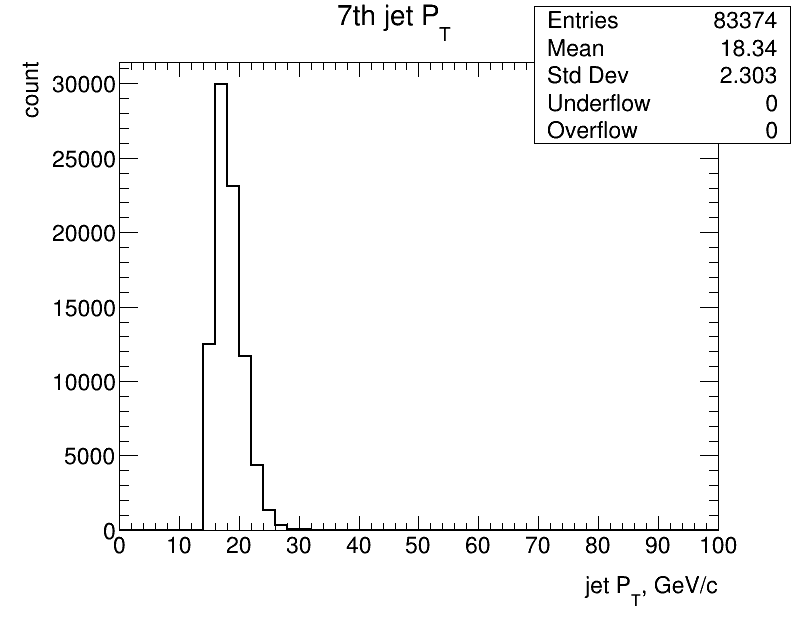 7th jet P_T
Entries 83374
Mean 18.34
Std Dev 2.303
Underflow 0
Overflow 0
count
30000
25000
20000
15000
10000
5000
0
0 10 20 30 40 50 60 70 80 90 100
jet P_T, GeV/c